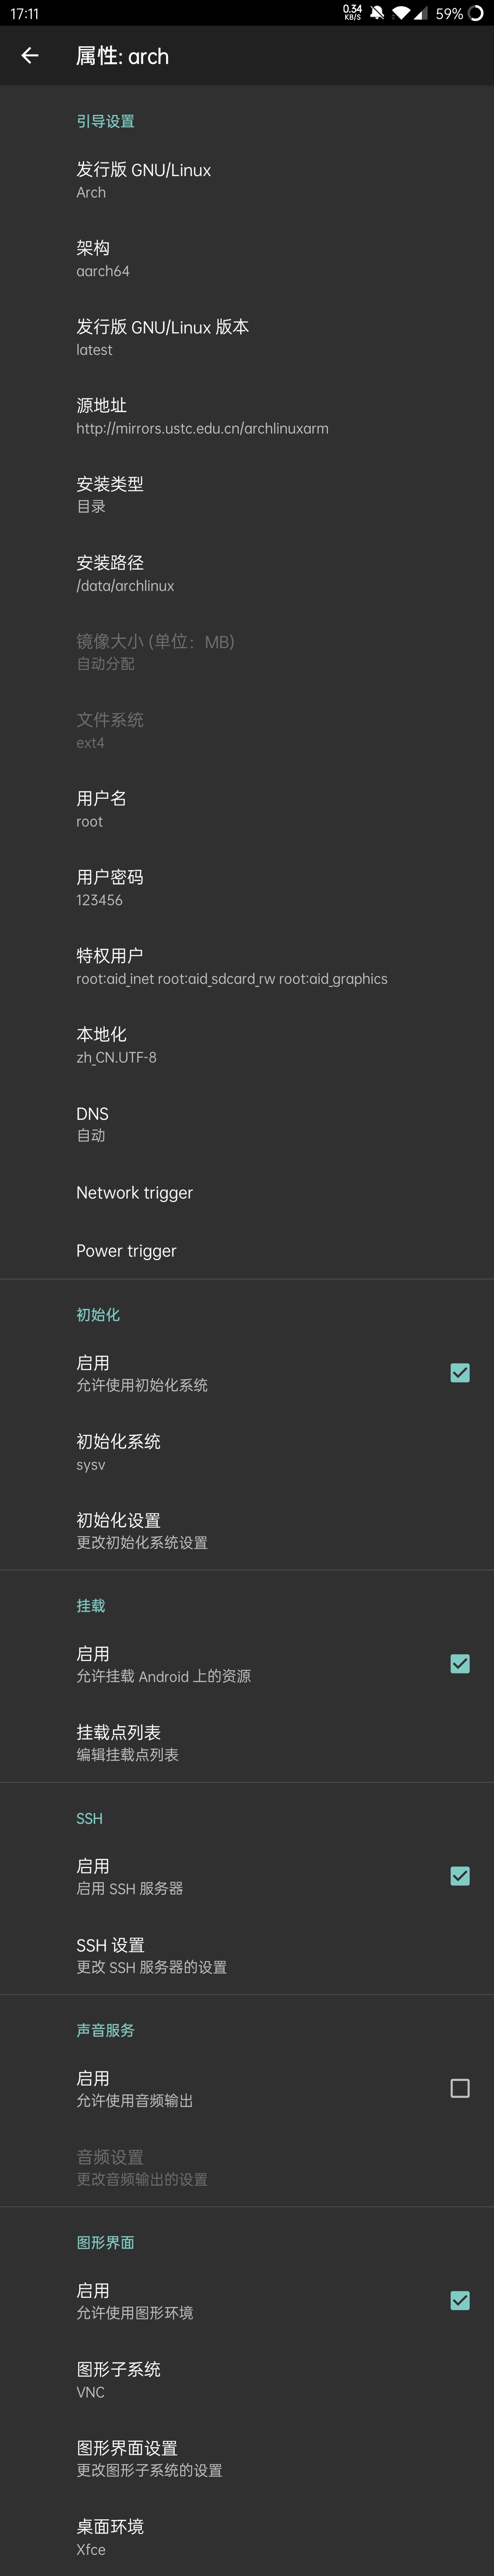 17:11
0.34
KB/S
59%
属性: arch
引导设置
发行版 GNU/Linux
Arch
架构
aarch64
发行版 GNU/Linux 版本
latest
源地址
http://mirrors.ustc.edu.cn/archlinuxarm
安装类型
目录
安装路径
/data/archlinux
镜像大小 (单位：MB)
自动分配
文件系统
ext4
用户名
root
用户密码
123456
特权用户
root:aid_inet root:aid_sdcard_rw root:aid_graphics
本地化
zh_CN.UTF-8
DNS
自动
Network trigger
Power trigger
初始化
启用
允许使用初始化系统
初始化系统
sysv
初始化设置
更改初始化系统设置
挂载
启用
允许挂载 Android 上的资源
挂载点列表
编辑挂载点列表
SSH
启用
启用 SSH 服务器
SSH 设置
更改 SSH 服务器的设置
声音服务
启用
允许使用音频输出
音频设置
更改音频输出的设置
图形界面
启用
允许使用图形环境
图形子系统
VNC
图形界面设置
更改图形子系统的设置
桌面环境
Xfce